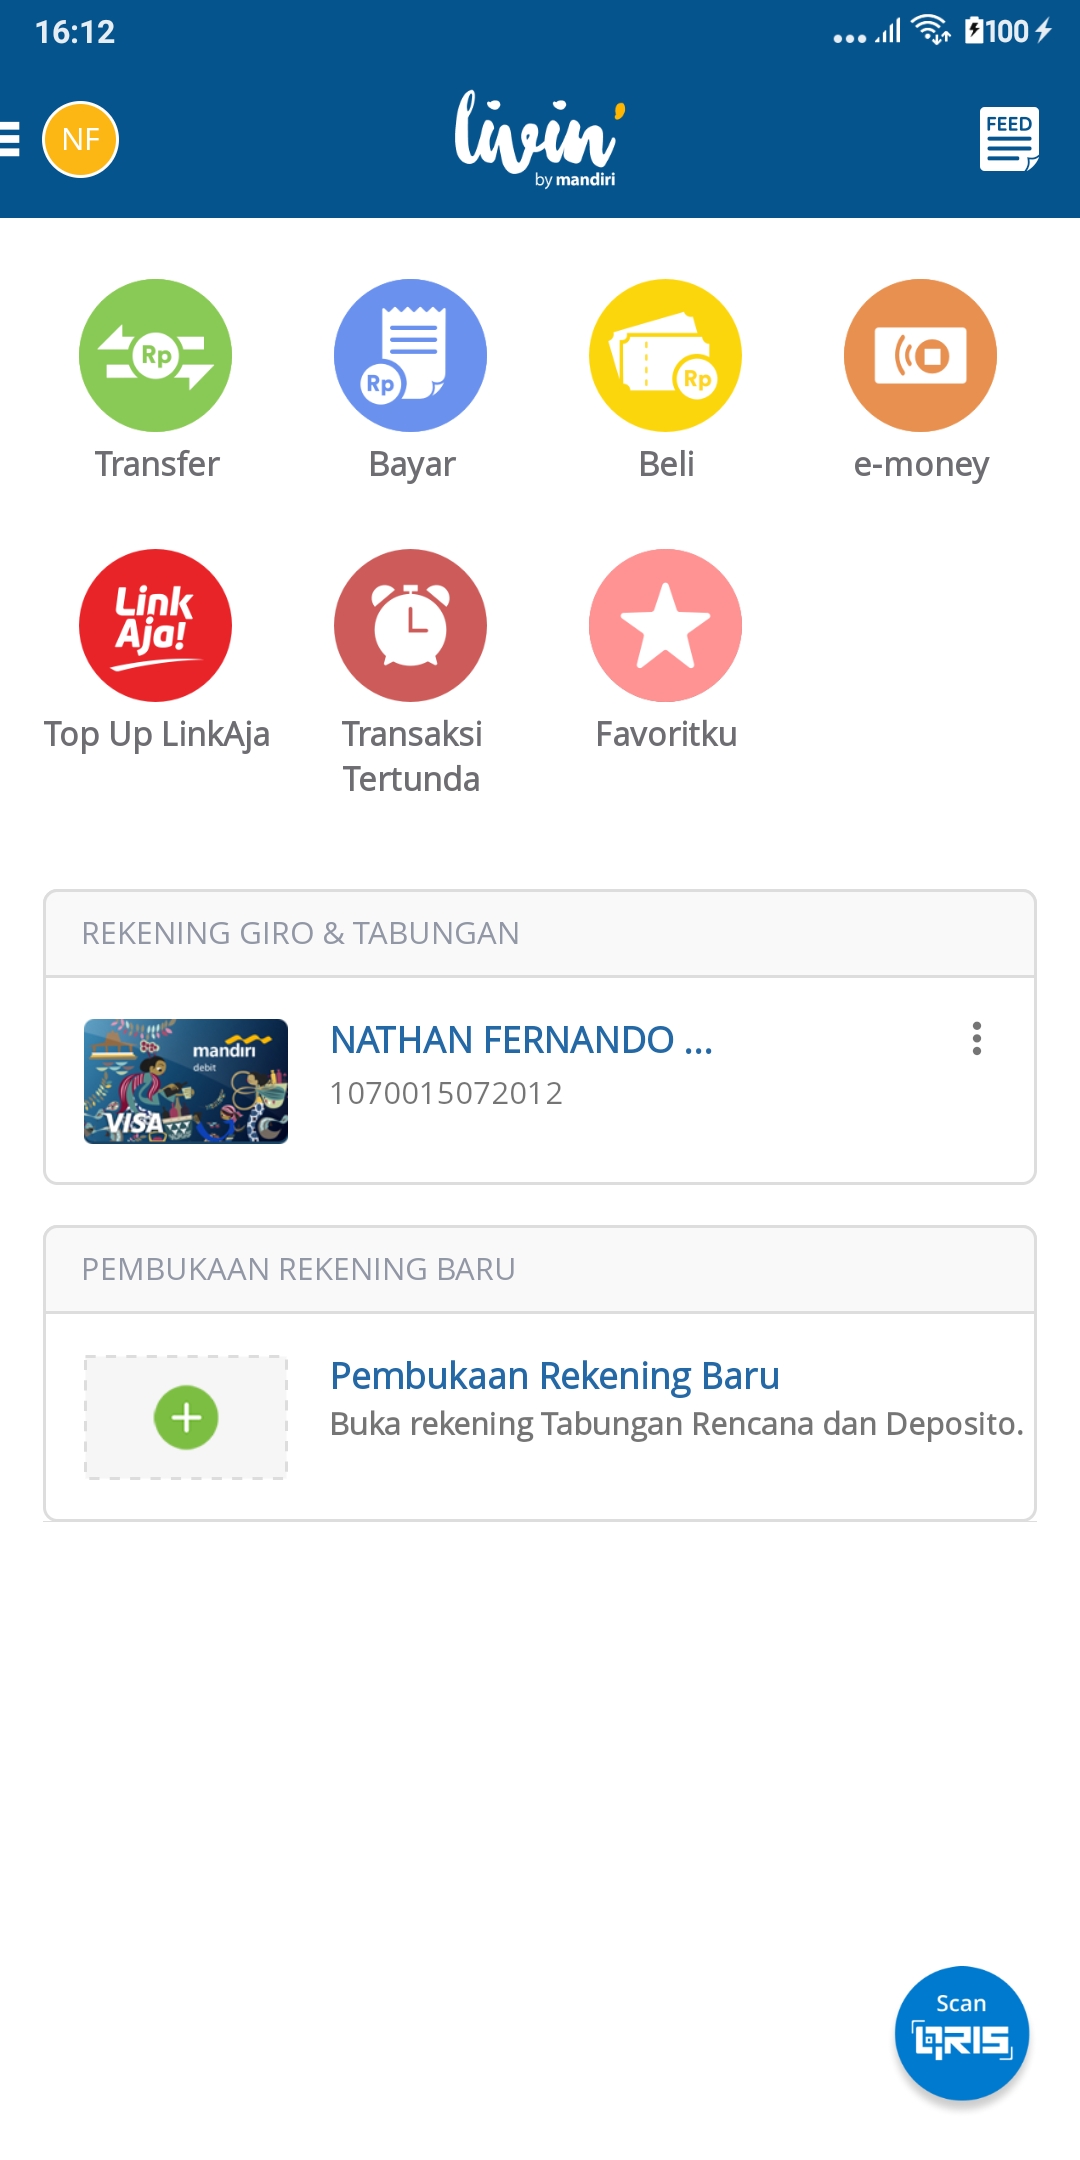 16:12
100
NF
livin'
by mandiri
FEED
Rp
Rp
Rp
Transfer
Bayar
Beli
e-money
Link
Aja!
Top Up LinkAja
Transaksi
Tertunda
Favoritku
REKENING GIRO & TABUNGAN
mandiri
debit
VISA
NATHAN FERNANDO ...
1070015072012
PEMBUKAAN REKENING BARU
Pembukaan Rekening Baru
Buka rekening Tabungan Rencana dan Deposito.
Scan
QRIS